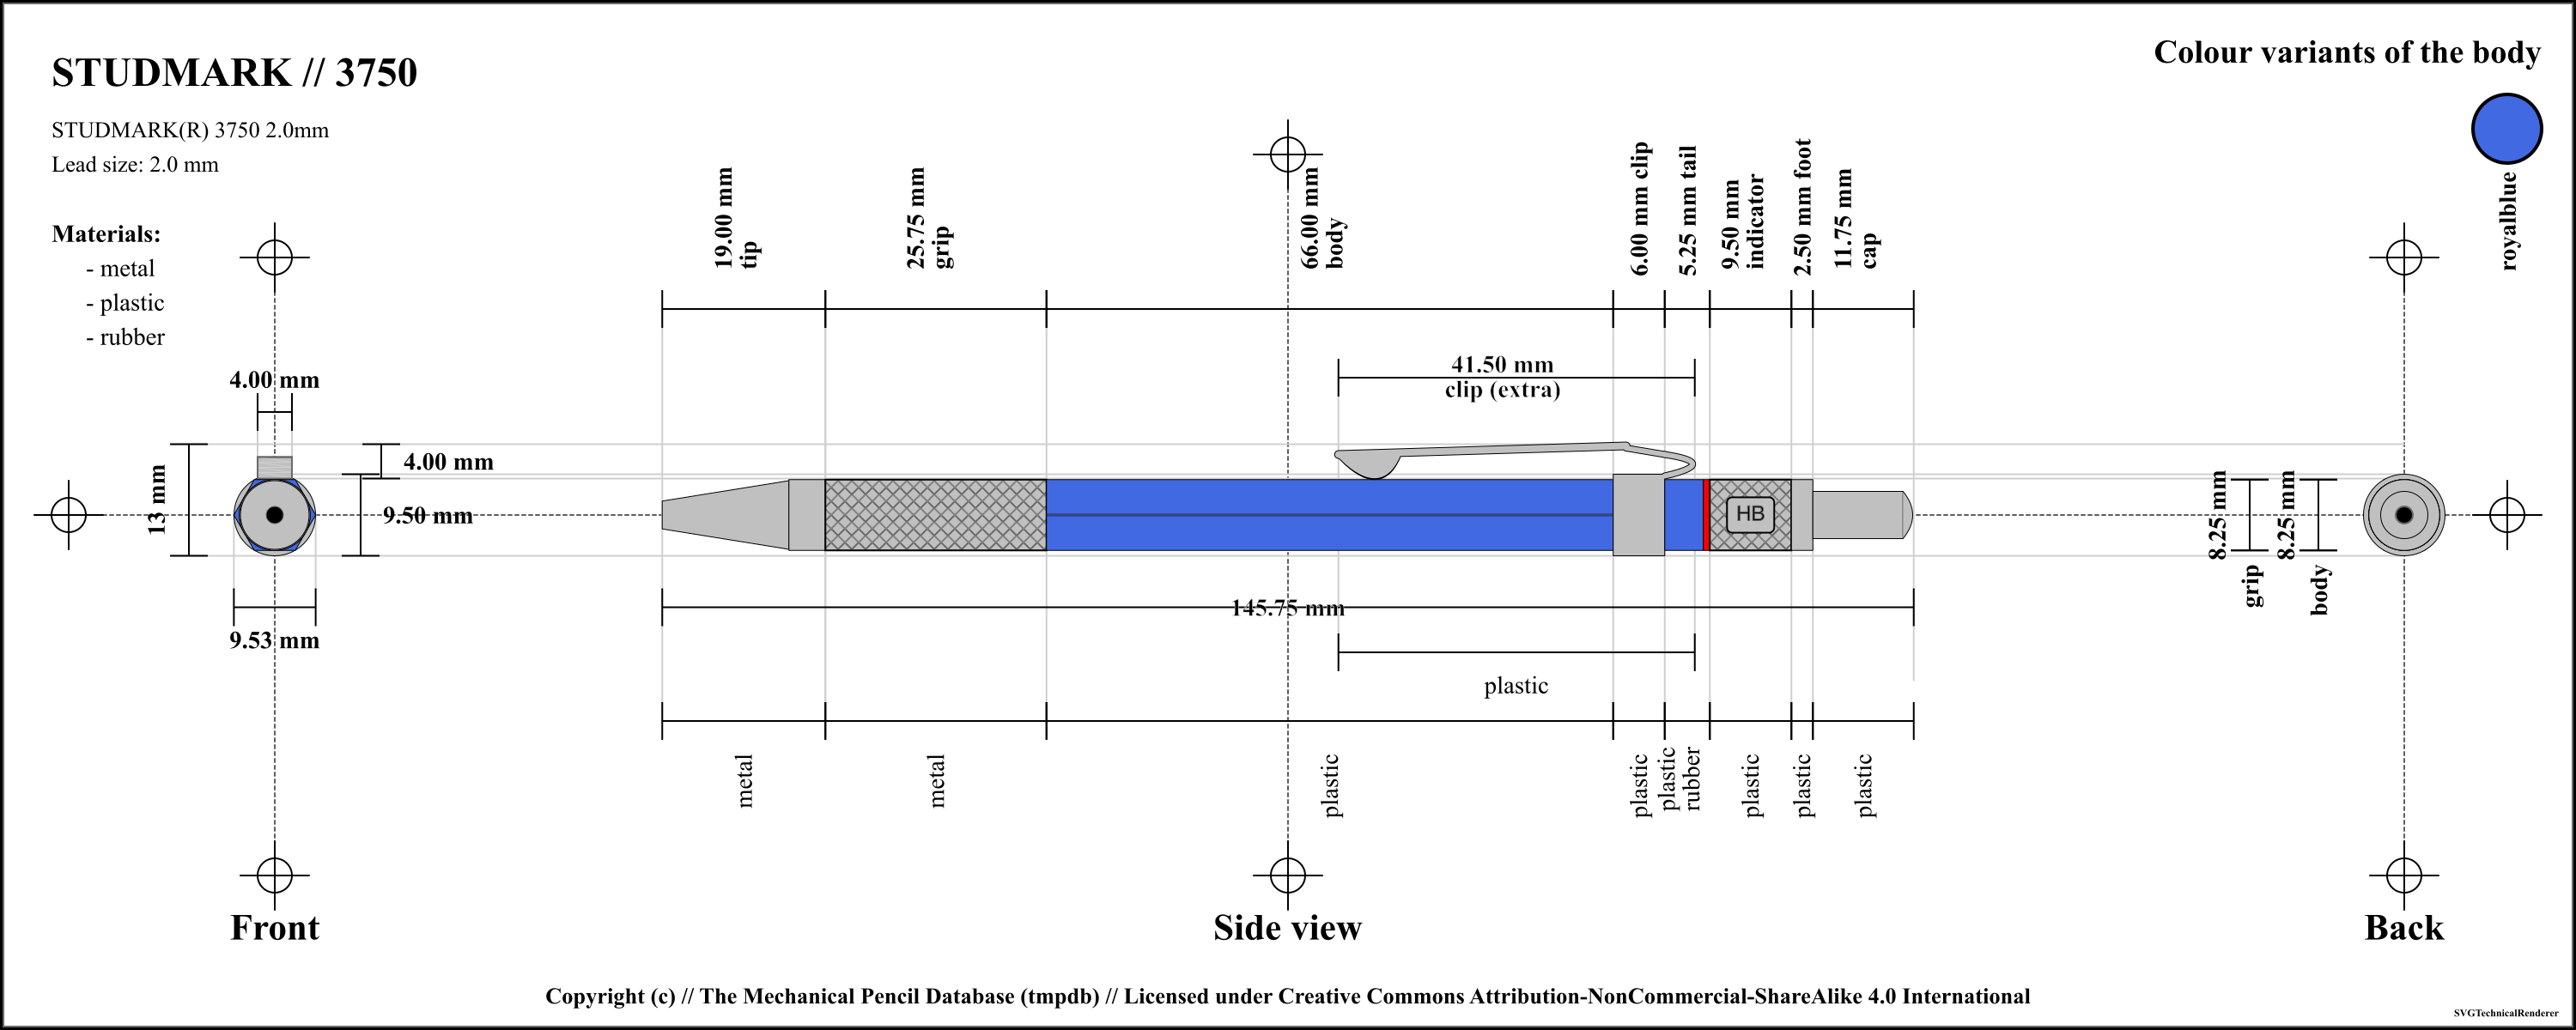 STUDMARK // 3750
Colour variants of the body
STUDMARK(R) 3750 2.0mm
Lead size: 2.0 mm
royalblue
Materials:
- metal
- plastic
- rubber
19.00 mm
tip
25.75 mm
grip
66.00 mm
body
6.00 mm clip
5.25 mm tail
9.50 mm
indicator
2.50 mm foot
11.75 mm
cap
41.50 mm
clip (extra)
4.00 mm
4.00 mm
13 mm
9.50 mm
9.53 mm
HB
8.25 mm
grip
8.25 mm
body
145.75 mm
plastic
metal
metal
plastic
plastic
plastic
rubber
plastic
plastic
plastic
Front
Side view
Back
Copyright (c) // The Mechanical Pencil Database (tmpdb) // Licensed under Creative Commons Attribution-NonCommercial-ShareAlike 4.0 International
SVGTechnicalRenderer